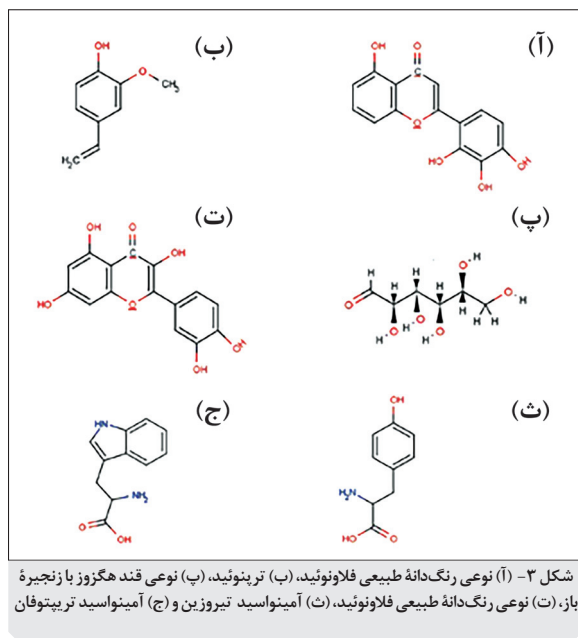 (آ)
(ب)
OH
O
CH₃
H₂C
OH
O
C
O
HO
OH
OH
(پ)
(ت)
OH
O
C
OH
HO
O
OH
OH
H
O
H
H
H
O
H
O
H
H
O
H
O
H
O
H
H
H
(ث)
(ج)
HN
NH₂
O
OH
OH
H₂N
HO
O
شکل ۳- (آ) نوعی رنگ‌دانهٔ طبیعی فلاونوئید، (ب) ترپنوئید، (پ) نوعی قند هگزوز با زنجیرهٔ
باز، (ت) نوعی رنگ‌دانهٔ طبیعی فلاونوئید، (ث) آمینواسید تیروزین و (ج) آمینواسید تریپتوفان